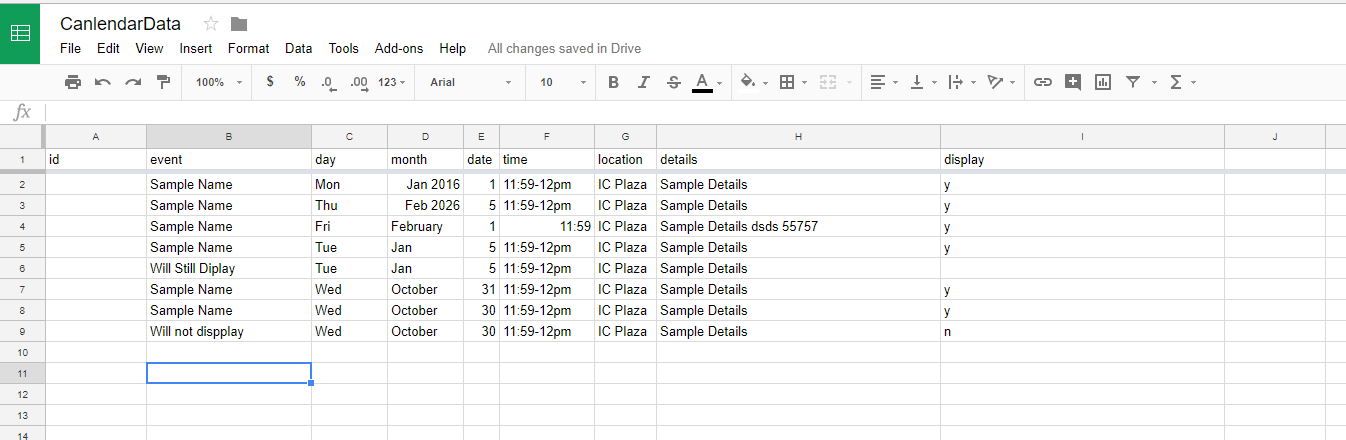 CanlendarData
File Edit View Insert Format Data Tools Add-ons Help All changes saved in Drive
100% $ % .0 .00 123 Arial 10 B I S A Σ
fx
A B C D E F G H I J
1 id event day month date time location details display
2 Sample Name Mon Jan 2016 1 11:59-12pm IC Plaza Sample Details y
3 Sample Name Thu Feb 2026 5 11:59-12pm IC Plaza Sample Details y
4 Sample Name Fri February 1 11:59 IC Plaza Sample Details dsds 55757 y
5 Sample Name Tue Jan 5 11:59-12pm IC Plaza Sample Details y
6 Will Still Diplay Tue Jan 5 11:59-12pm IC Plaza Sample Details
7 Sample Name Wed October 31 11:59-12pm IC Plaza Sample Details y
8 Sample Name Wed October 30 11:59-12pm IC Plaza Sample Details y
9 Will not dispplay Wed October 30 11:59-12pm IC Plaza Sample Details n
10
11
12
13
14